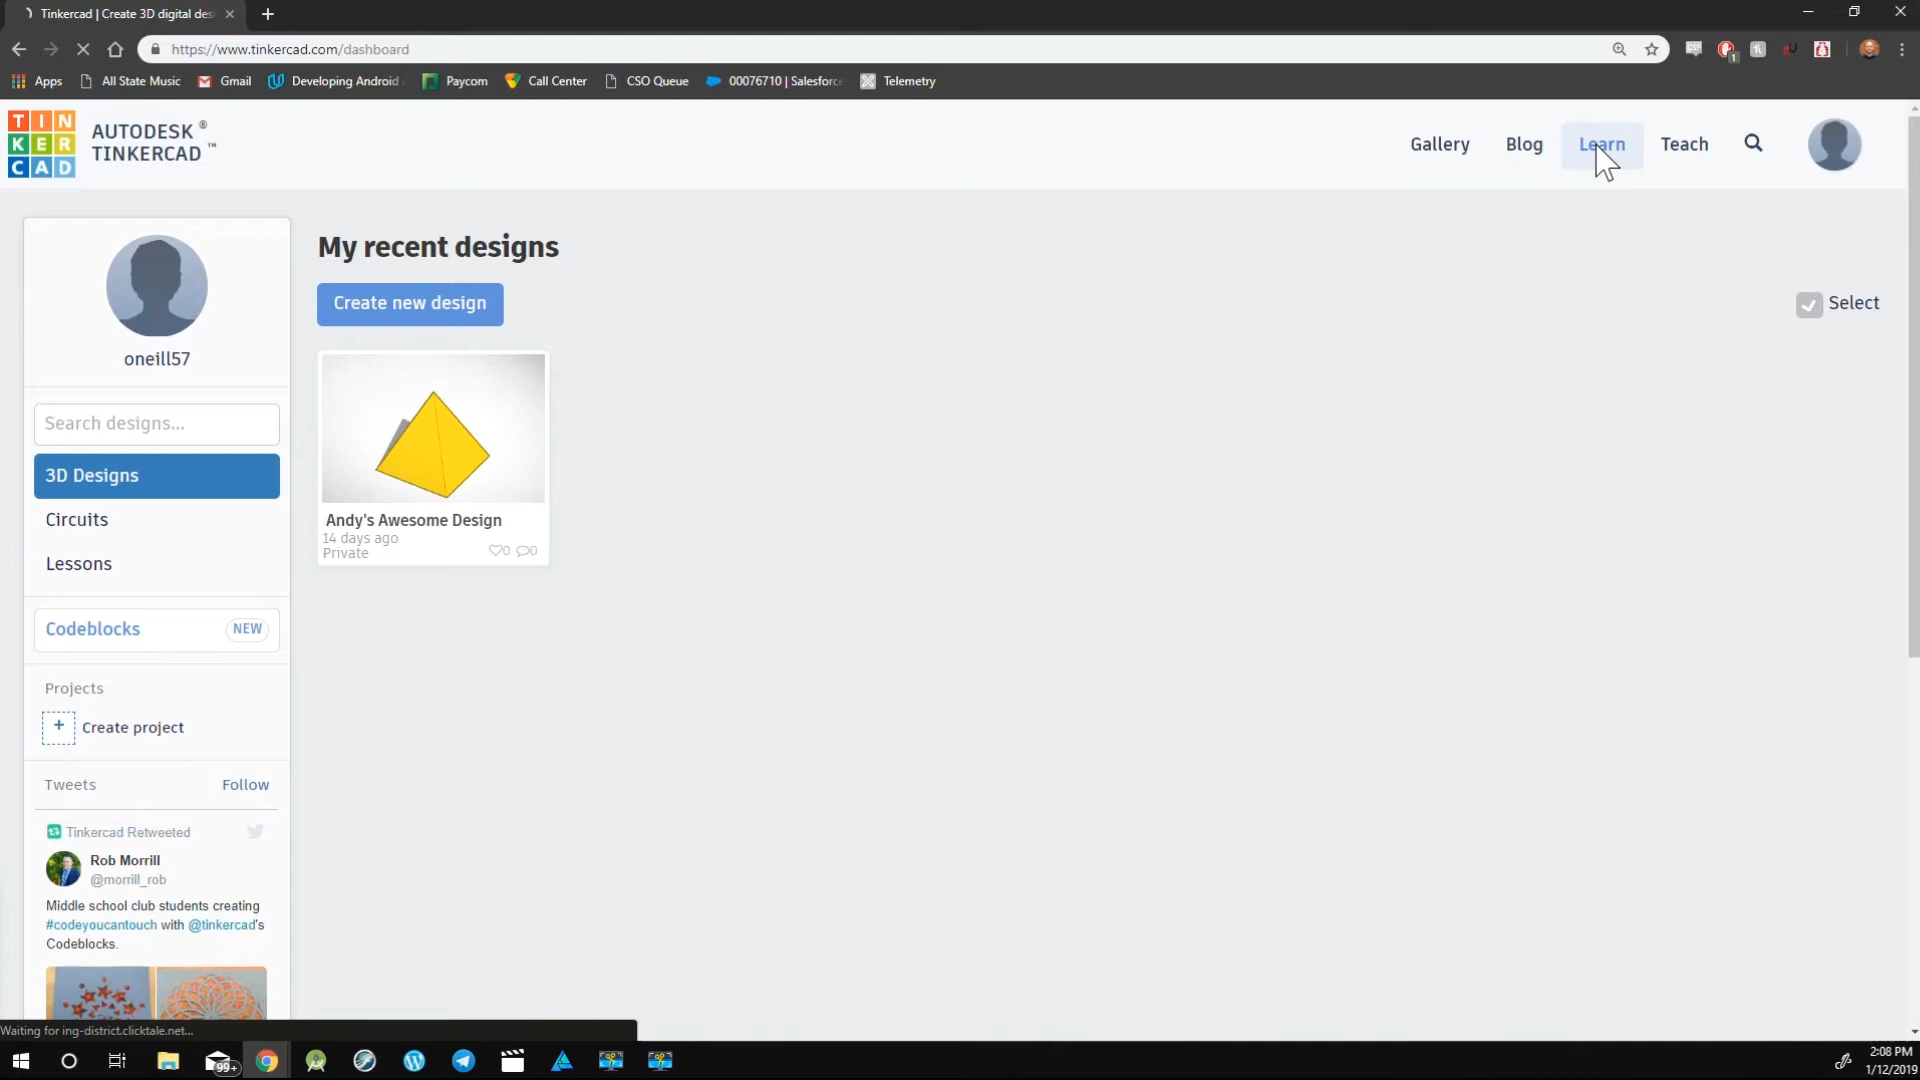 Tinkercad | Create 3D digital des
https://www.tinkercad.com/dashboard
Apps All State Music Gmail Developing Android Paycom Call Center CSO Queue 00076710 | Salesforc Telemetry
TINKERCAD
AUTODESK ®
TINKERCAD ™
Gallery Blog Learn Teach
My recent designs
Create new design
Select
oneill57
Search designs...
3D Designs
Circuits
Lessons
Codeblocks NEW
Projects
+ Create project
Tweets Follow
Tinkercad Retweeted
Rob Morrill
@morrill_rob
Middle school club students creating
#codeyoucantouch with @tinkercad's
Codeblocks.
Andy's Awesome Design
14 days ago
Private 0 0
Waiting for ing-district.clicktale.net...
99+
2:08 PM
1/12/2019